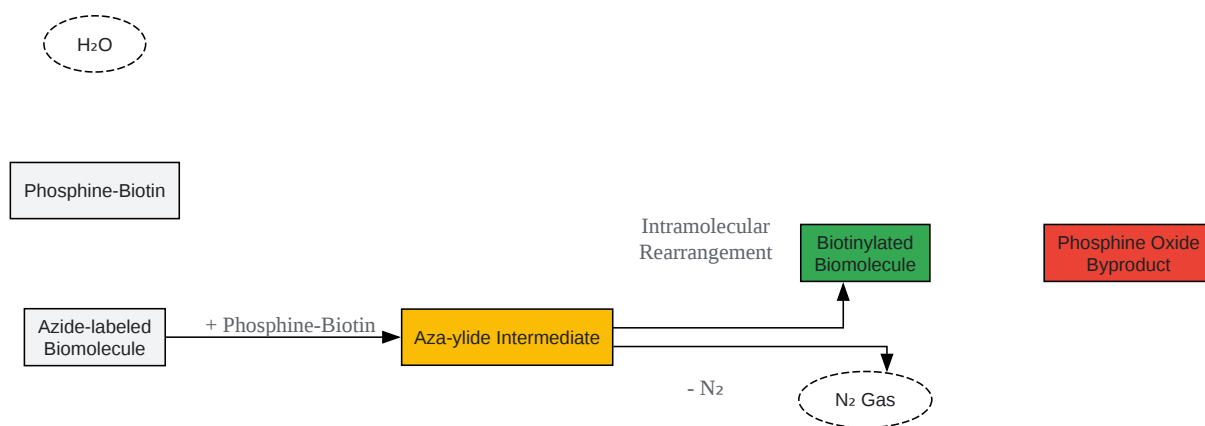 H₂O
Phosphine-Biotin
Intramolecular
Rearrangement
Biotinylated
Biomolecule
Phosphine Oxide
Byproduct
Azide-labeled
Biomolecule
+ Phosphine-Biotin
Aza-ylide Intermediate
- N₂
N₂ Gas